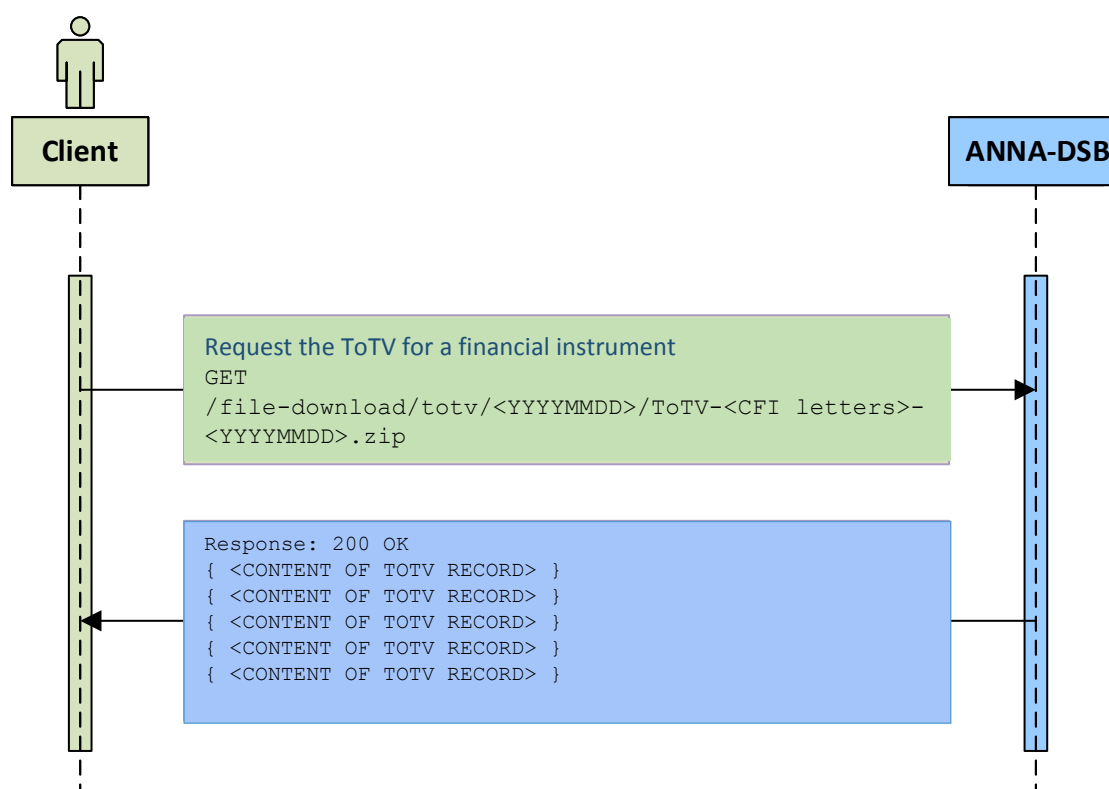 Client
ANNA-DSB
Request the ToTV for a financial instrument
GET
/file-download/totv/<YYYYMMDD>/ToTV-<CFI letters>-
<YYYYMMDD>.zip
Response: 200 OK
{ <CONTENT OF TOTV RECORD> }
{ <CONTENT OF TOTV RECORD> }
{ <CONTENT OF TOTV RECORD> }
{ <CONTENT OF TOTV RECORD> }
{ <CONTENT OF TOTV RECORD> }